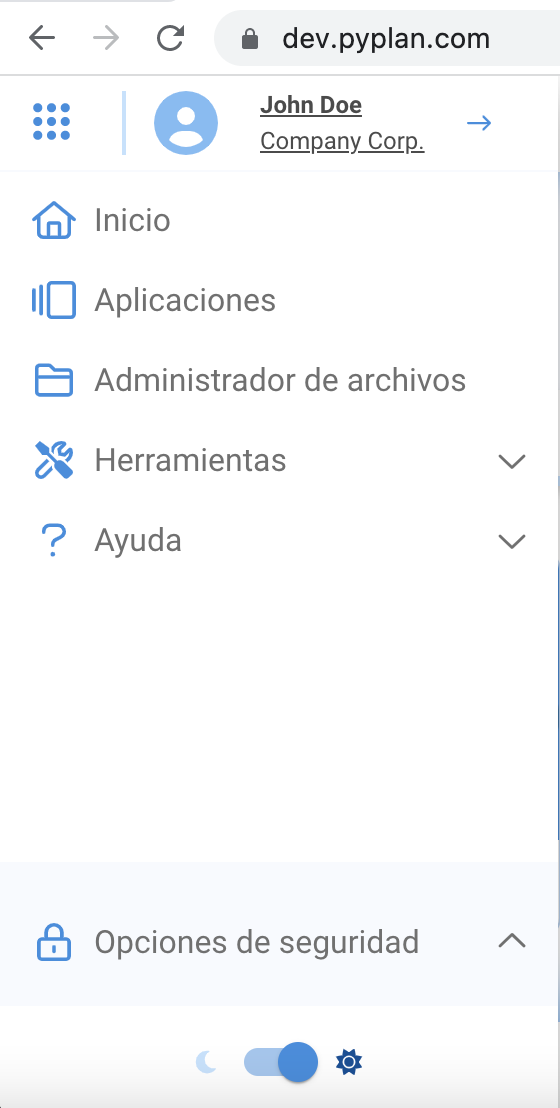 dev.pyplan.com
John Doe
Company Corp.
Inicio
Aplicaciones
Administrador de archivos
Herramientas
Ayuda
Opciones de seguridad